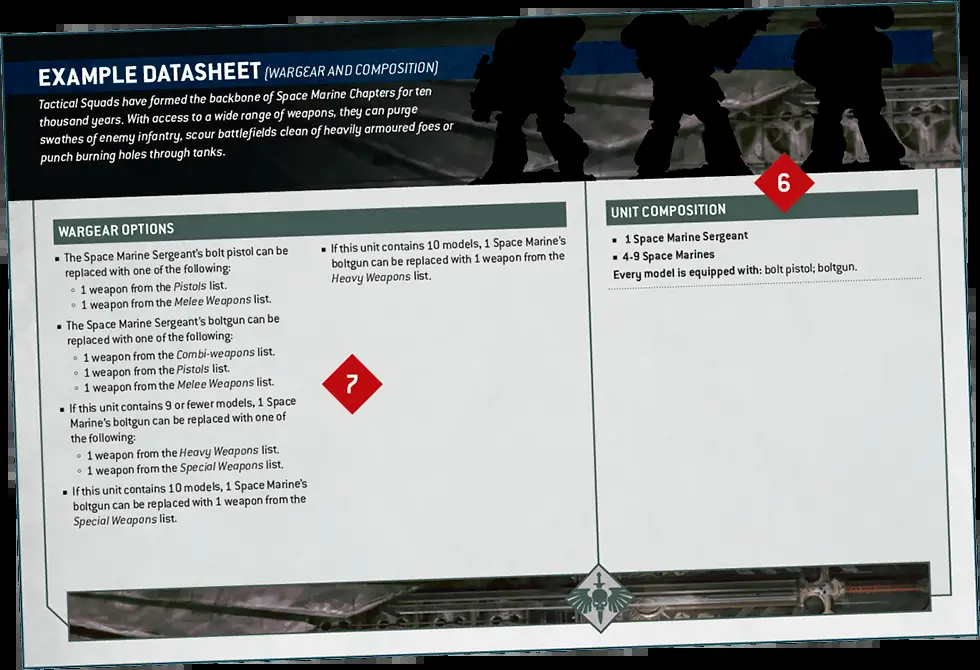 EXAMPLE DATASHEET (WARGEAR AND COMPOSITION)
Tactical Squads have formed the backbone of Space Marine Chapters for ten
thousand years. With access to a wide range of weapons, they can purge
swathes of enemy infantry, scour battlefields clean of heavily armoured foes or
punch burning holes through tanks.
WARGEAR OPTIONS
▪ The Space Marine Sergeant's bolt pistol can be
replaced with one of the following:
◦ 1 weapon from the Pistols list.
◦ 1 weapon from the Melee Weapons list.
▪ The Space Marine Sergeant's boltgun can be
replaced with one of the following:
◦ 1 weapon from the Combi-weapons list.
◦ 1 weapon from the Pistols list.
◦ 1 weapon from the Melee Weapons list.
▪ If this unit contains 9 or fewer models, 1 Space
Marine's boltgun can be replaced with one of
the following:
◦ 1 weapon from the Heavy Weapons list.
◦ 1 weapon from the Special Weapons list.
▪ If this unit contains 10 models, 1 Space Marine's
boltgun can be replaced with 1 weapon from the
Special Weapons list.
▪ If this unit contains 10 models, 1 Space Marine's
boltgun can be replaced with 1 weapon from the
Heavy Weapons list.
7
6
UNIT COMPOSITION
▪ 1 Space Marine Sergeant
▪ 4-9 Space Marines
Every model is equipped with: bolt pistol; boltgun.